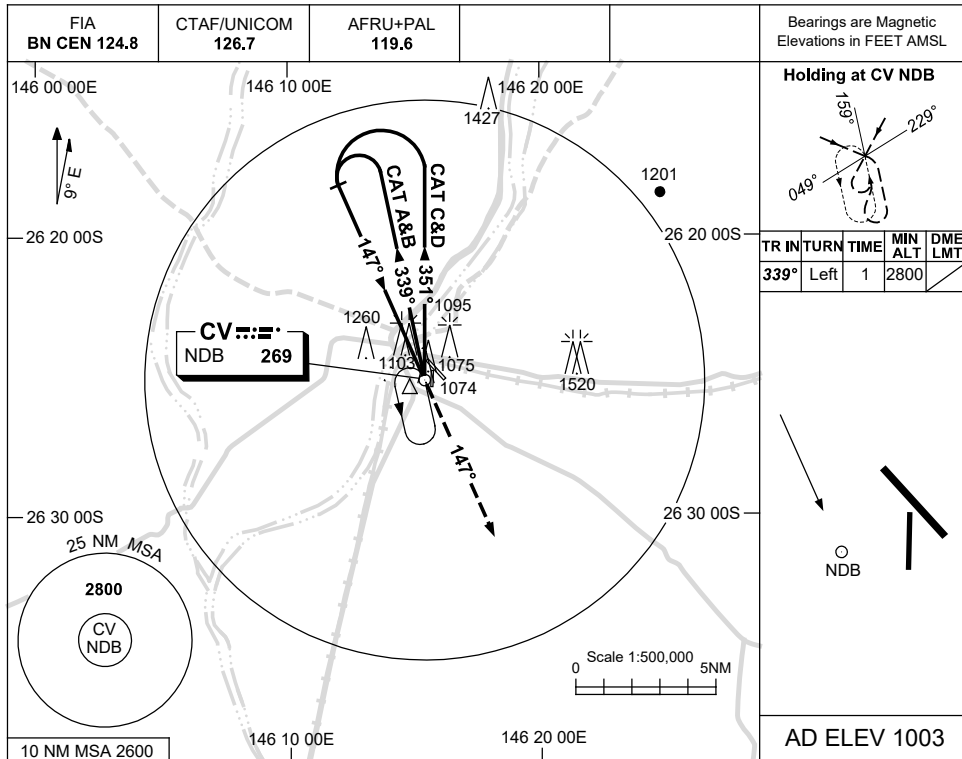 FIA
BN CEN 124.8
CTAF/UNICOM
126.7
AFRU+PAL
119.6
Bearings are Magnetic
Elevations in FEET AMSL
146 00 00E
146 10 00E
146 20 00E
1427
9° E
1201
26 20 00S
26 20 00S
CAT A&B
CAT C&D
147°
339°
351°
1095
1260
1103
1075
1074
1520
CV
NDB 269
147°
26 30 00S
26 30 00S
25 NM MSA
2800
CV
NDB
Scale 1:500,000
0 5NM
10 NM MSA 2600
146 10 00E
146 20 00E
Holding at CV NDB
159°
229°
049°
TR IN TURN TIME MIN ALT DME LMT
339° Left 1 2800
NDB
AD ELEV 1003